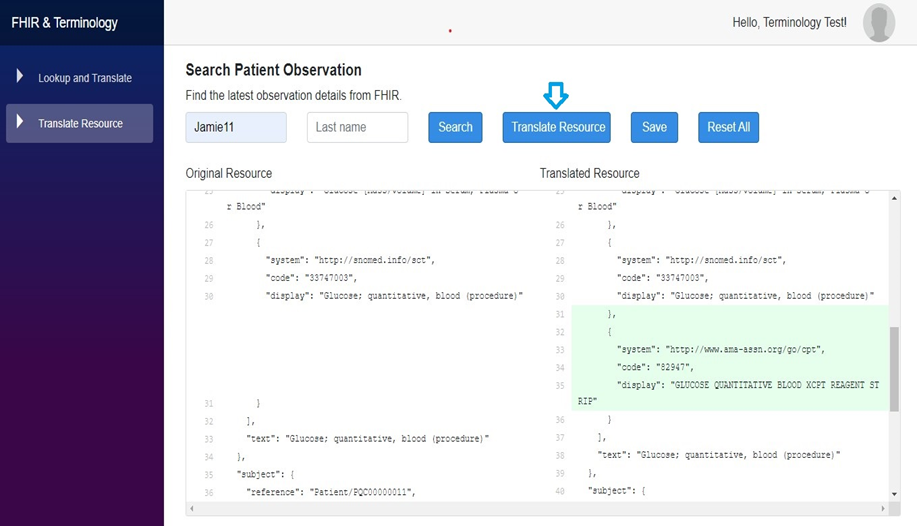 FHIR & Terminology
Hello, Terminology Test!
Lookup and Translate
Translate Resource
Search Patient Observation
Find the latest observation details from FHIR.
Jamie11
Last name
Search
Translate Resource
Save
Reset All
Original Resource
25 "display": "Glucose [Mass/volume] in Serum, Plasma o
r Blood"
26 },
27 {
28 "system": "http://snomed.info/sct",
29 "code": "33747003",
30 "display": "Glucose; quantitative, blood (procedure)"
31 }
32 ],
33 "text": "Glucose; quantitative, blood (procedure)"
34 },
35 "subject": {
36 "reference": "Patient/PQC00000011",
Translated Resource
25 "display": "Glucose [Mass/volume] in Serum, Plasma o
r Blood"
26 },
27 {
28 "system": "http://snomed.info/sct",
29 "code": "33747003",
30 "display": "Glucose; quantitative, blood (procedure)"
31 },
32 {
33 "system": "http://www.ama-assn.org/go/cpt",
34 "code": "82947",
35 "display": "GLUCOSE QUANTITATIVE BLOOD XCPT REAGENT ST
RIP"
36 }
37 ],
38 "text": "Glucose; quantitative, blood (procedure)"
39 },
40 "subject": {